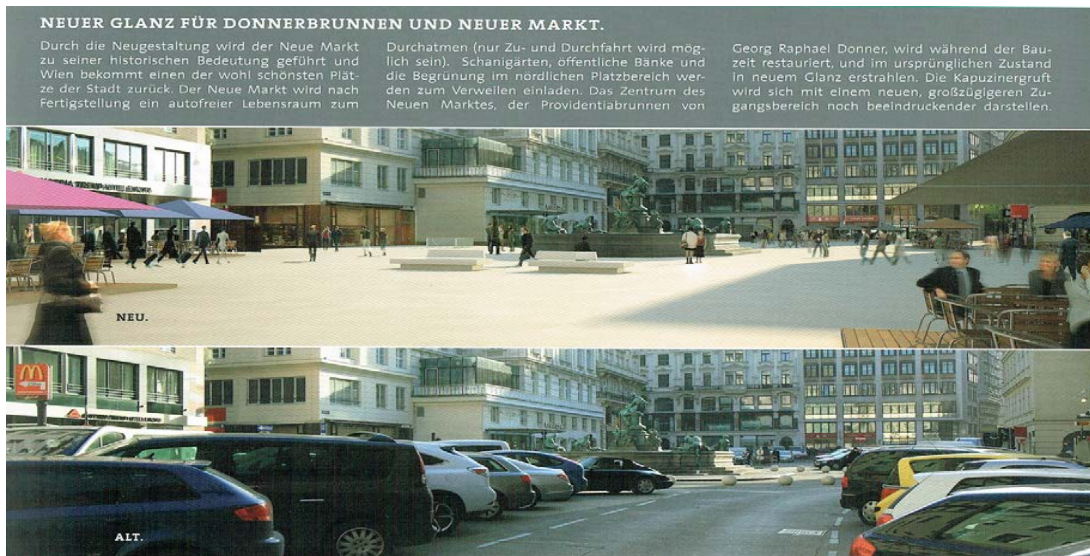 NEUER GLANZ FÜR DONNERBRUNNEN UND NEUER MARKT.
Durch die Neugestaltung wird der Neue Markt
zu seiner historischen Bedeutung geführt und
Wien bekommt einen der wohl schönsten Plät-
ze der Stadt zurück. Der Neue Markt wird nach
Fertigstellung ein autofreier Lebensraum zum
Durchatmen (nur Zu- und Durchfahrt wird mög-
lich sein). Schanigärten, öffentliche Bänke und
die Begrünung im nördlichen Platzbereich wer-
den zum Verweilen einladen. Das Zentrum des
Neuen Marktes, der Providentiabrunnen von
Georg Raphael Donner, wird während der Bau-
zeit restauriert, und im ursprünglichen Zustand
in neuem Glanz erstrahlen. Die Kapuzinergruft
wird sich mit einem neuen, großzügigeren Zu-
gangsbereich noch beeindruckender darstellen.
NEU.
ALT.